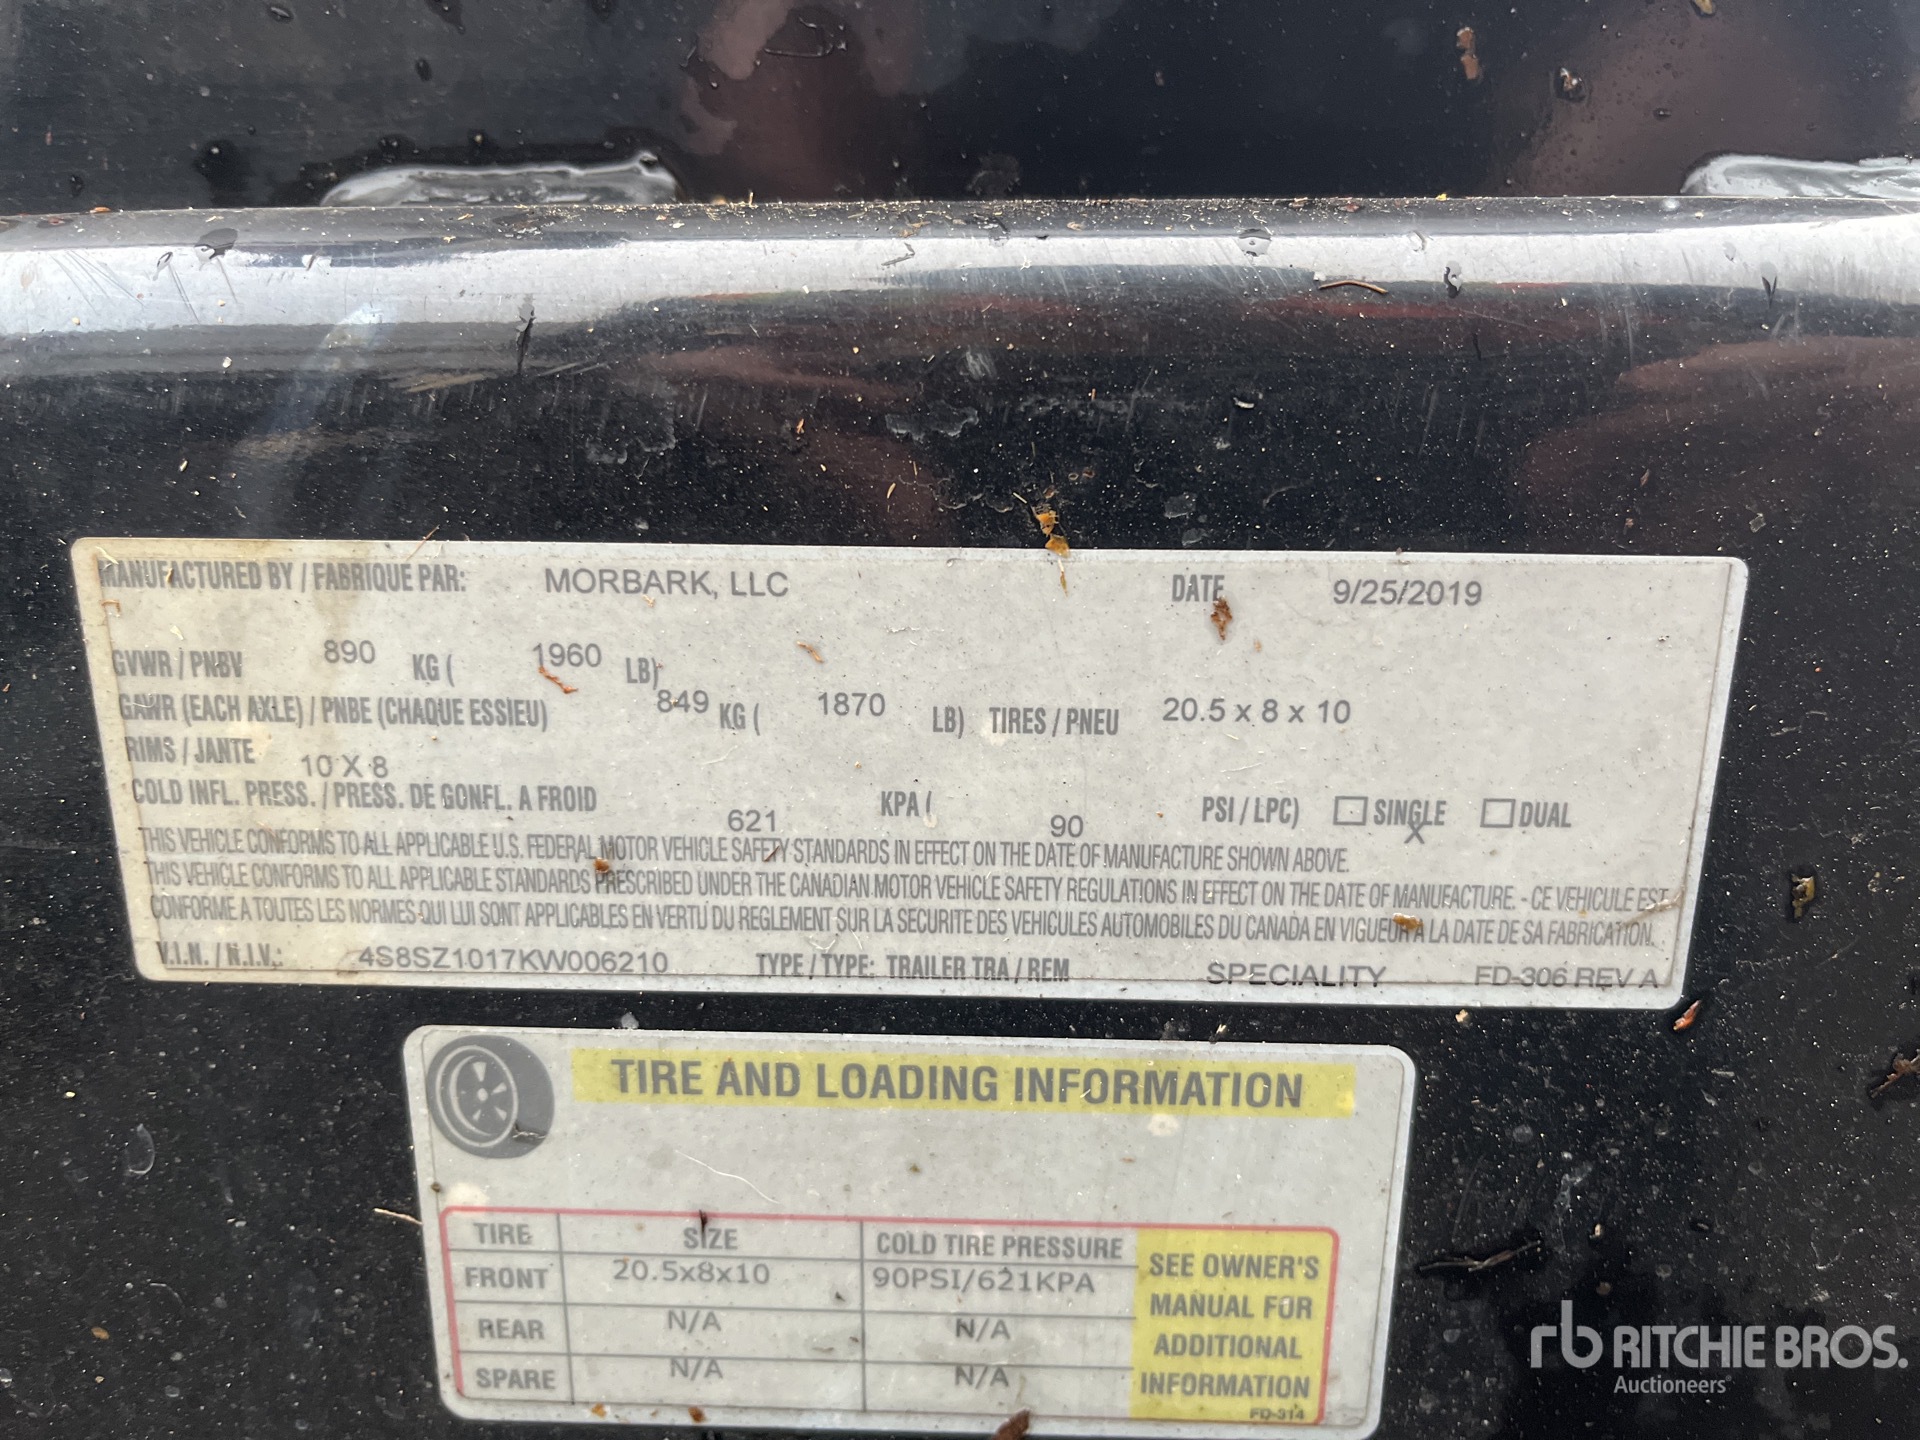 MANUFACTURED BY / FABRIQUE PAR: MORBARK, LLC DATE 9/25/2019
GVWR / PNBV 890 KG ( 1960 LB)
GAWR (EACH AXLE) / PNBE (CHAQUE ESSIEU) 849 KG ( 1870 LB) TIRES / PNEU 20.5 x 8 x 10
RIMS / JANTE 10 X 8
COLD INFL. PRESS. / PRESS. DE GONFL. A FROID 621 KPA ( 90 PSI / LPC) SINGLE X DUAL
THIS VEHICLE CONFORMS TO ALL APPLICABLE U.S. FEDERAL MOTOR VEHICLE SAFETY STANDARDS IN EFFECT ON THE DATE OF MANUFACTURE SHOWN ABOVE.
THIS VEHICLE CONFORMS TO ALL APPLICABLE STANDARDS PRESCRIBED UNDER THE CANADIAN MOTOR VEHICLE SAFETY REGULATIONS IN EFFECT ON THE DATE OF MANUFACTURE. - CE VEHICULE EST
CONFORME A TOUTES LES NORMES QUI LUI SONT APPLICABLES EN VERTU DU REGLEMENT SUR LA SECURITE DES VEHICULES AUTOMOBILES DU CANADA EN VIGUEUR A LA DATE DE SA FABRICATION.
V.I.N. / N.I.V.: 4S8SZ1017KW006210 TYPE / TYPE: TRAILER TRA / REM SPECIALITY FD-306 REV A
TIRE AND LOADING INFORMATION
TIRE SIZE COLD TIRE PRESSURE
FRONT 20.5x8x10 90PSI/621KPA
REAR N/A N/A
SPARE N/A N/A
SEE OWNER'S
MANUAL FOR
ADDITIONAL
INFORMATION
FD-314
rb RITCHIE BROS.
Auctioneers